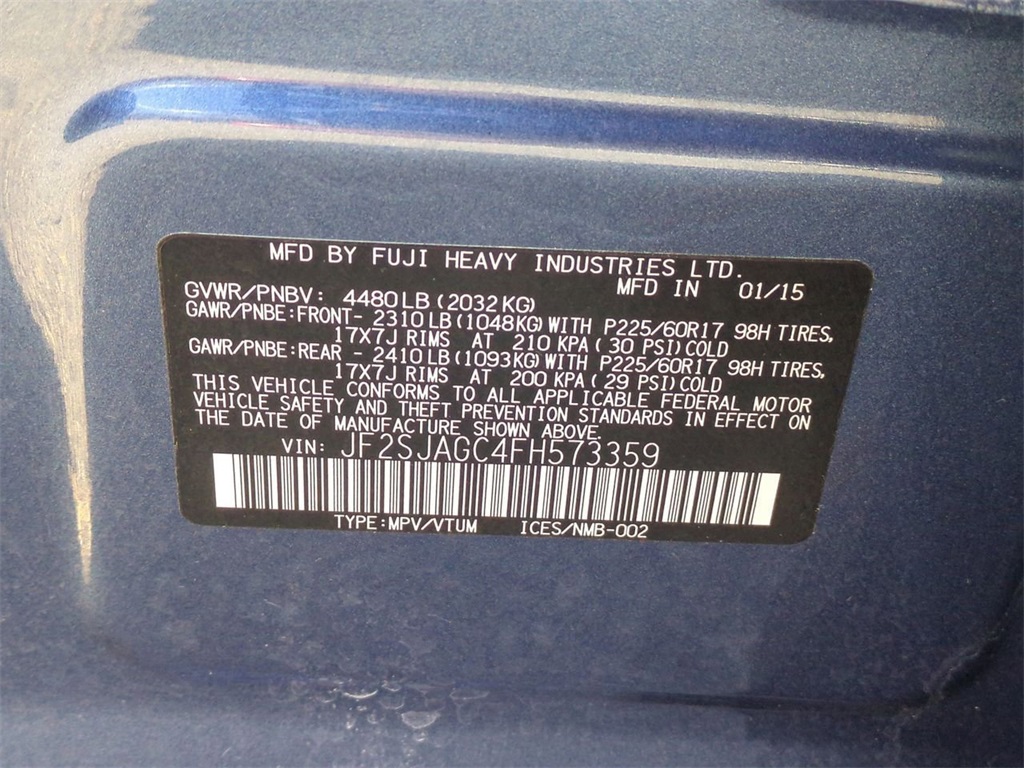 MFD BY FUJI HEAVY INDUSTRIES LTD.
MFD IN 01/15
GVWR/PNBV: 4480LB(2032KG)
GAWR/PNBE:FRONT- 2310LB(1048KG)WITH P225/60R17 98H TIRES,
17X7J RIMS AT 210 KPA(30 PSI)COLD
GAWR/PNBE:REAR - 2410LB(1093KG)WITH P225/60R17 98H TIRES,
17X7J RIMS AT 200 KPA(29 PSI)COLD
THIS VEHICLE CONFORMS TO ALL APPLICABLE FEDERAL MOTOR
VEHICLE SAFETY AND THEFT PREVENTION STANDARDS IN EFFECT ON
THE DATE OF MANUFACTURE SHOWN ABOVE.
VIN: JF2SJAGC4FH573359
TYPE:MPV/VTUM ICES/NMB-002